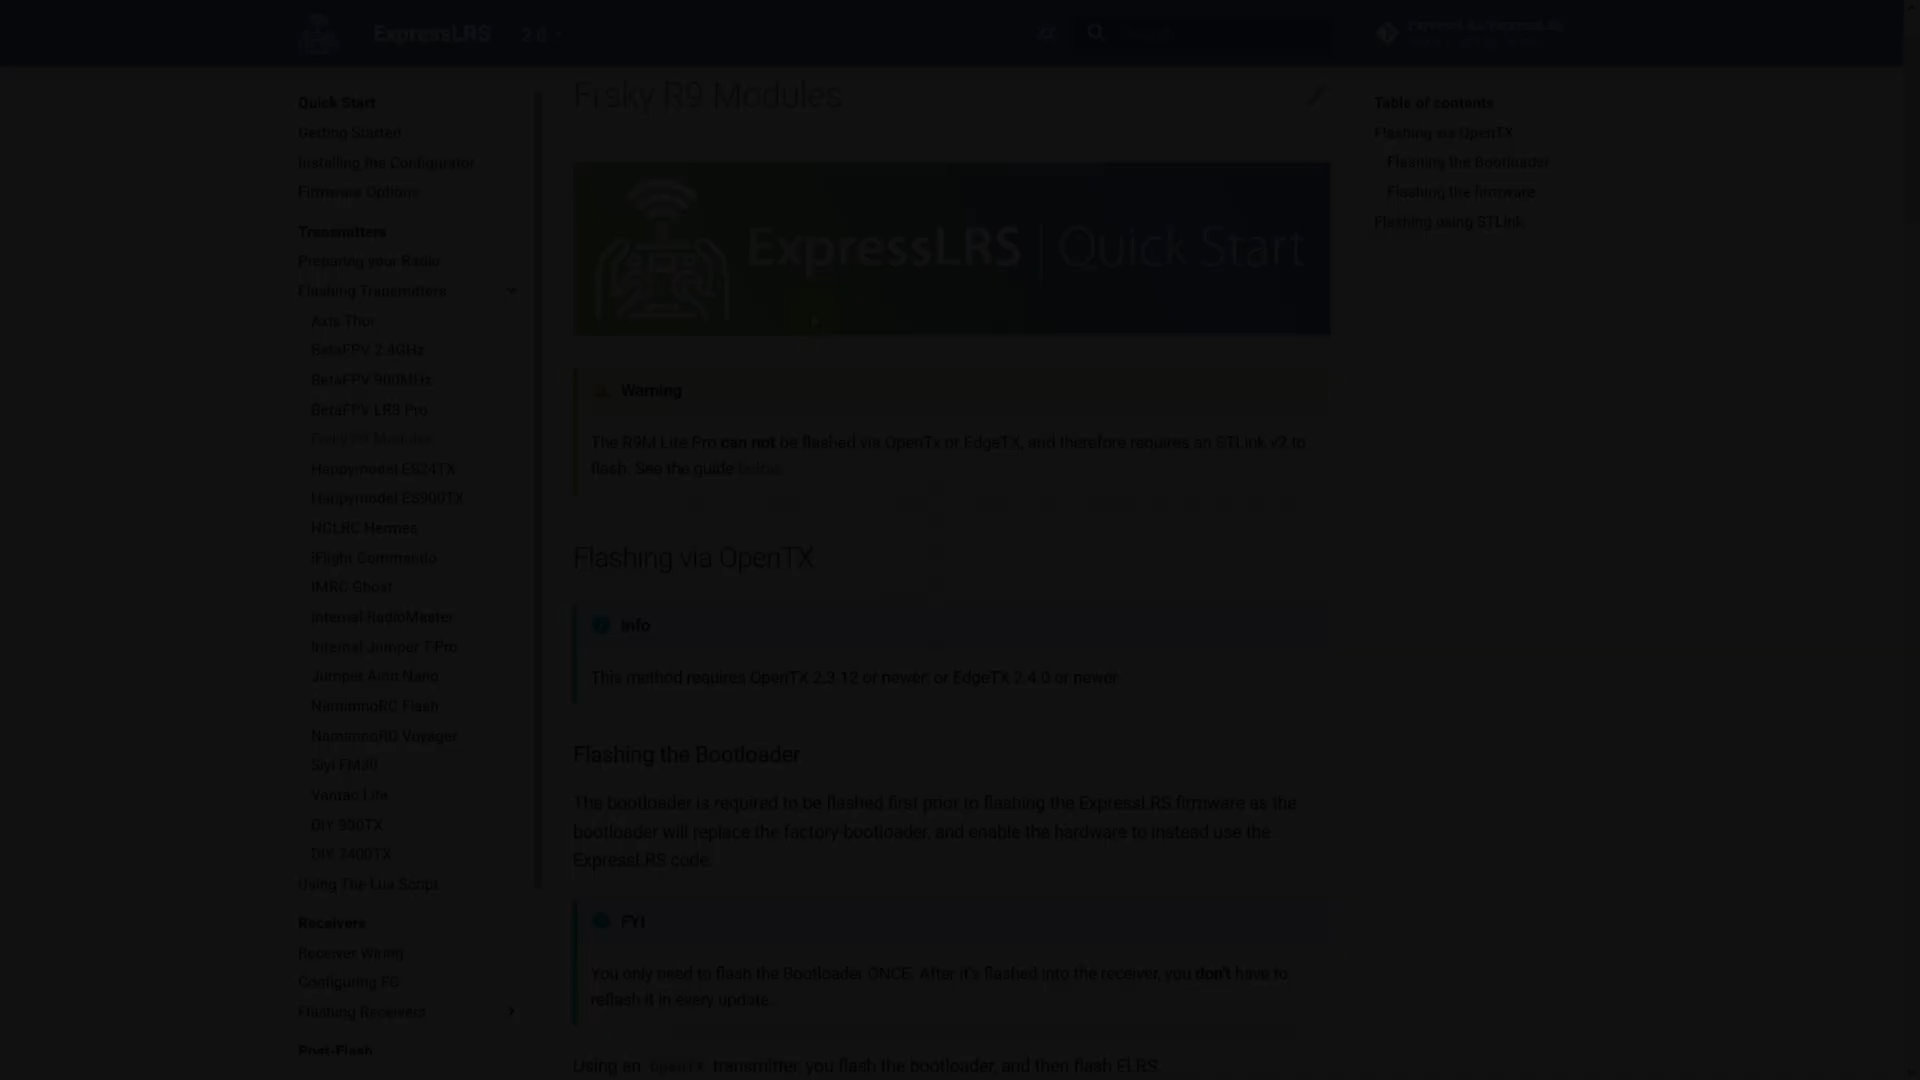 ExpressLRS
2.0
Frsky R9 Modules
Quick Start
Getting Started
Installing the Configurator
Firmware Options
Transmitters
Preparing your Radio
Flashing Transmitters
Axis Thor
BetaFPV 2.4GHz
BetaFPV 900MHz
BetaFPV LR3 Pro
Frsky R9 Modules
Happymodel ES24TX
Happymodel ES900TX
HGLRC Hermes
iFlight Commando
IMRC Ghost
Internal RadioMaster
Internal Jumper T-Pro
Jumper Aion Nano
NamimnoRC Flash
NamimnoRC Voyager
Siyi FM30
Vantac Lite
DIY 900TX
DIY 2400TX
Using The Lua Script
Receivers
Receiver Wiring
Configuring FC
Flashing Receivers
Post-Flash
ExpressLRS | Quick Start
Warning
The R9M Lite Pro can not be flashed via OpenTx or EdgeTX, and therefore requires an STLink v2 to
flash. See the guide below.
Flashing via OpenTX
Info
This method requires OpenTX 2.3.12 or newer, or EdgeTX 2.4.0 or newer
Flashing the Bootloader
The bootloader is required to be flashed first prior to flashing the ExpressLRS firmware as the
bootloader will replace the factory bootloader, and enable the hardware to instead use the
ExpressLRS code.
FYI
You only need to flash the Bootloader ONCE. After it's flashed into the receiver, you don't have to
reflash it in every update.
Using an OpenTX transmitter you flash the bootloader, and then flash ELRS.
Table of contents
Flashing via OpenTX
Flashing the Bootloader
Flashing the firmware
Flashing using STLink